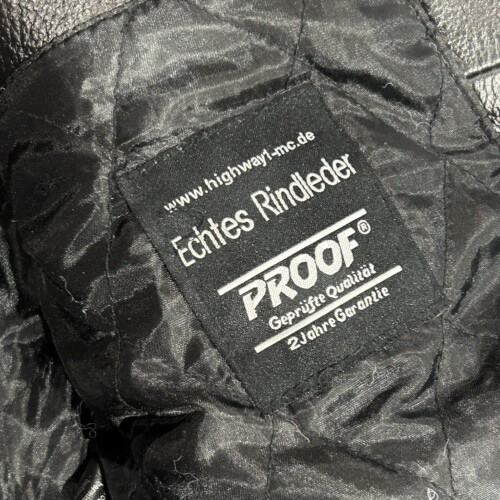 www.highway1-mc.de
Echtes Rindleder
PROOF®
Geprüfte Qualität
2 Jahre Garantie